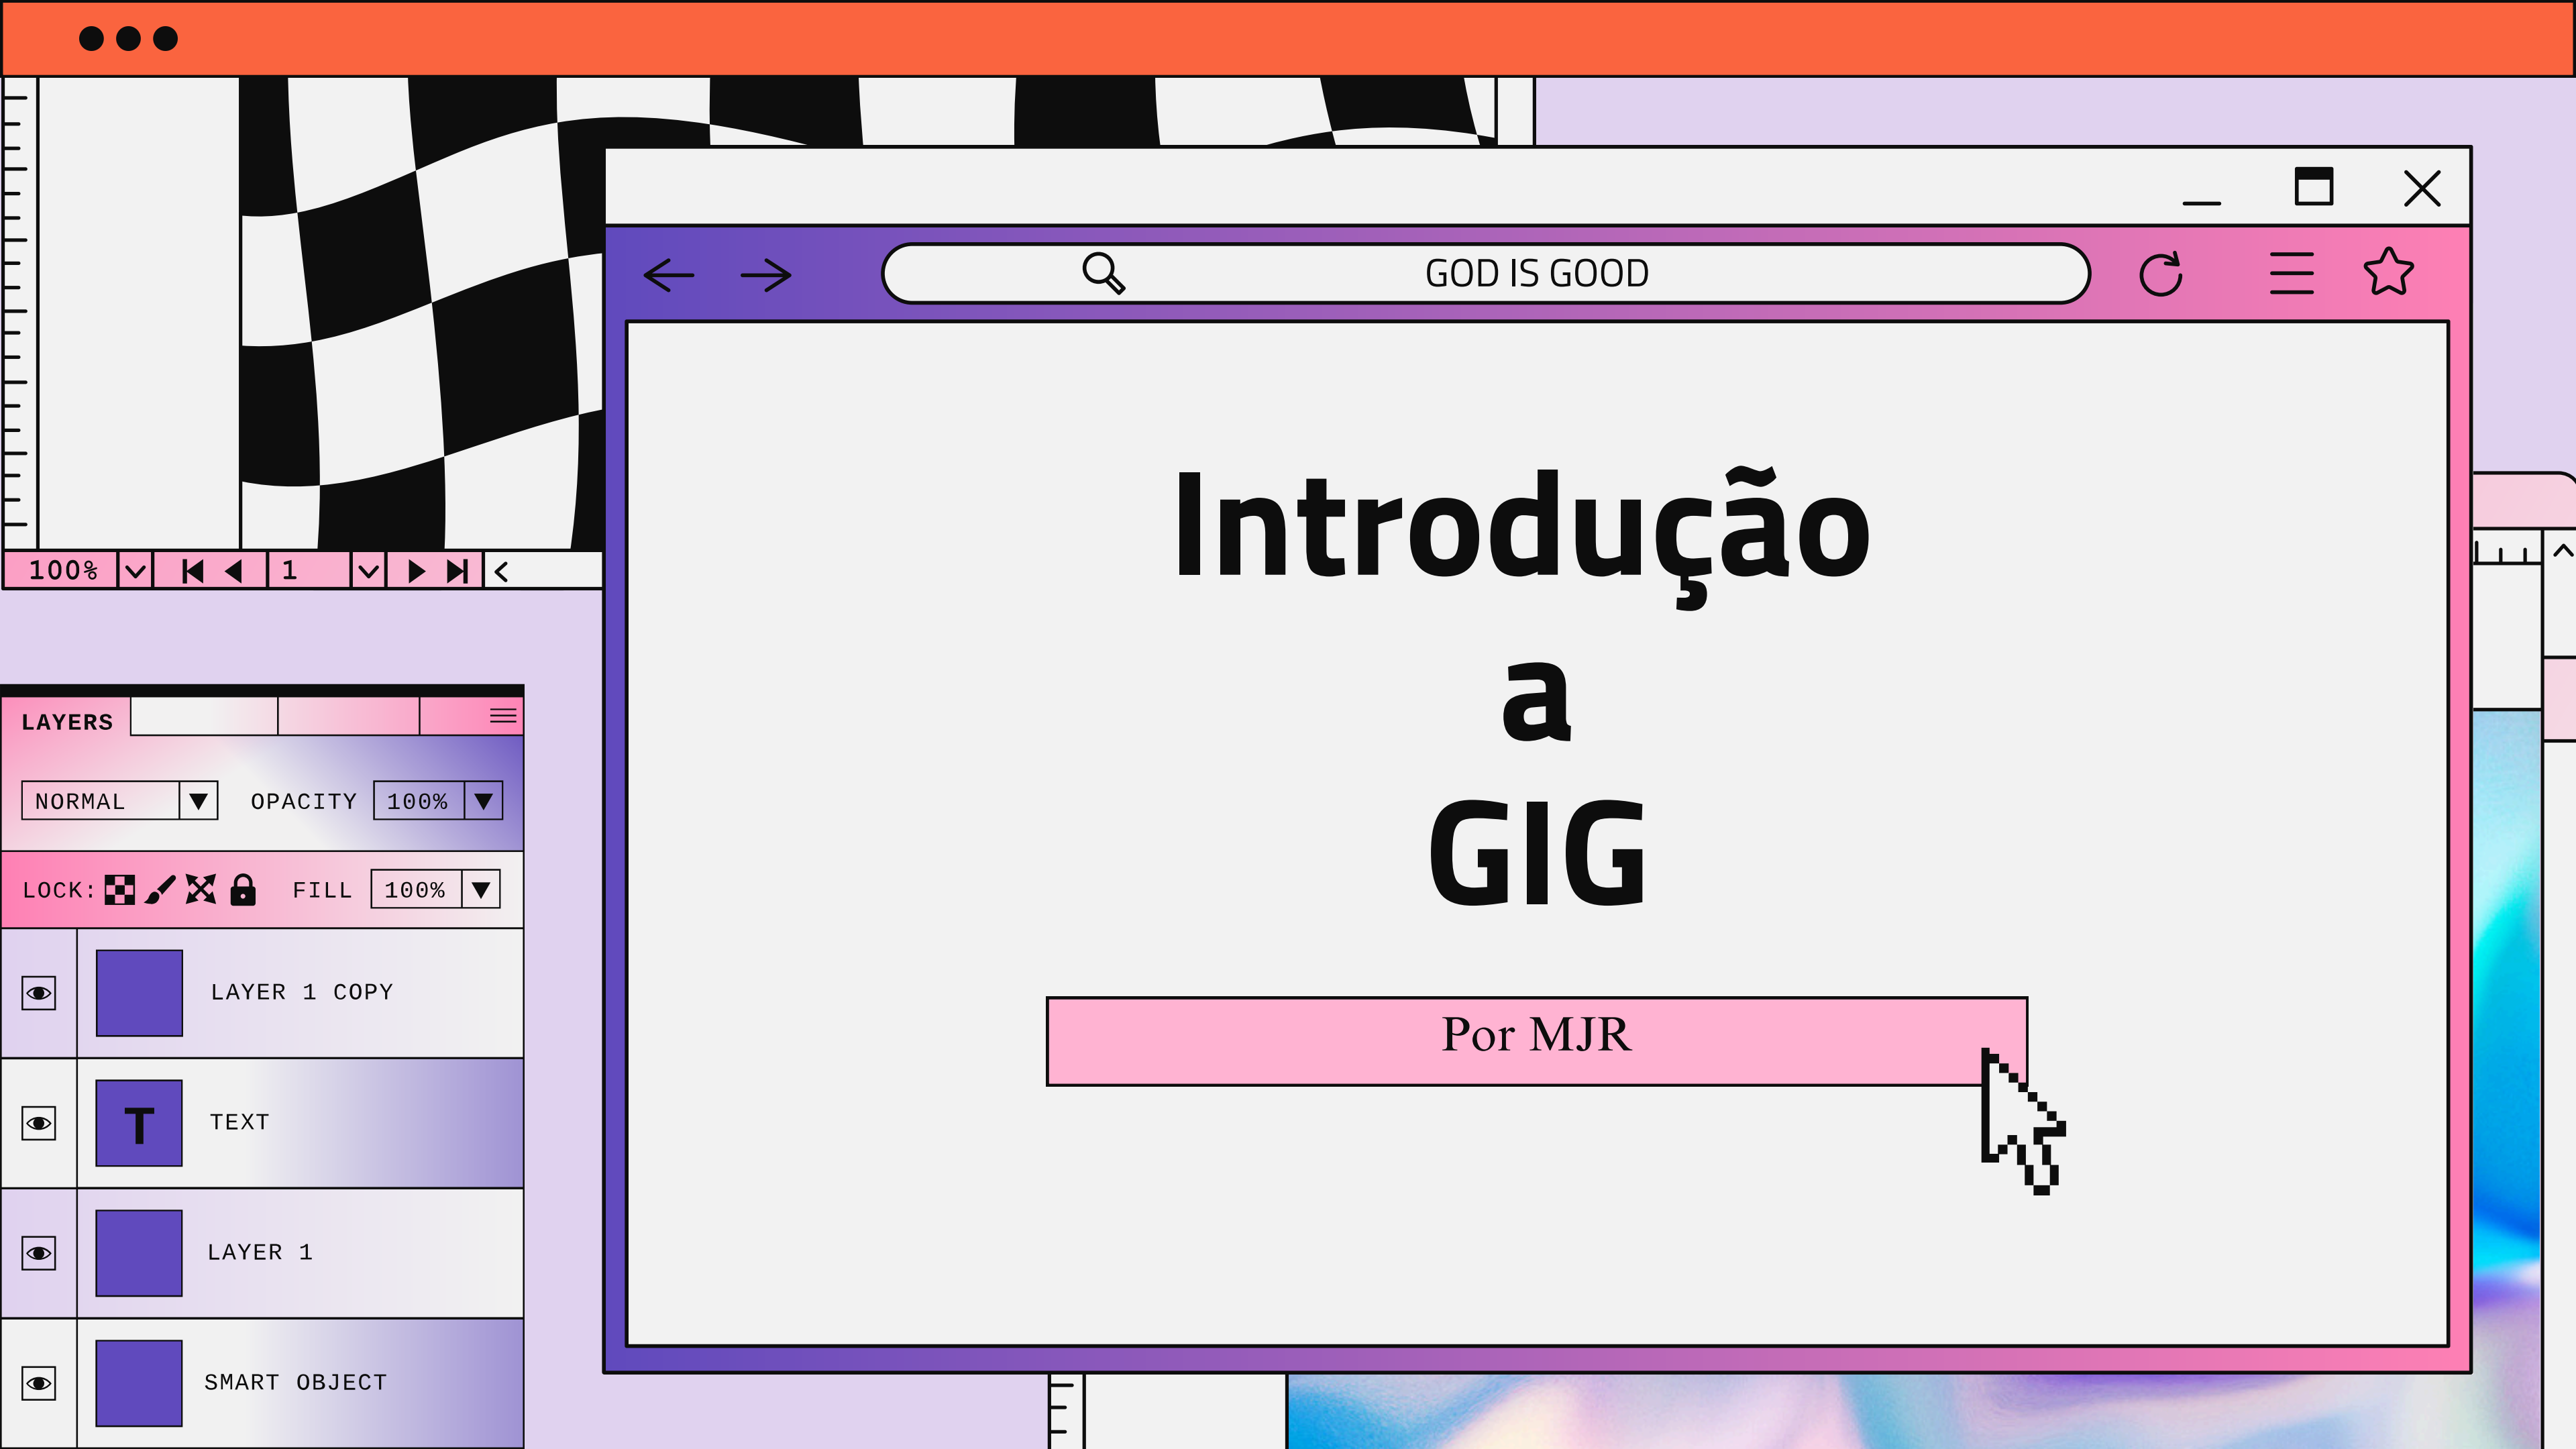 GOD IS GOOD
Introdução
a
GIG
Por MJR
100% 1
LAYERS
NORMAL OPACITY 100%
LOCK: FILL 100%
LAYER 1 COPY
T TEXT
LAYER 1
SMART OBJECT